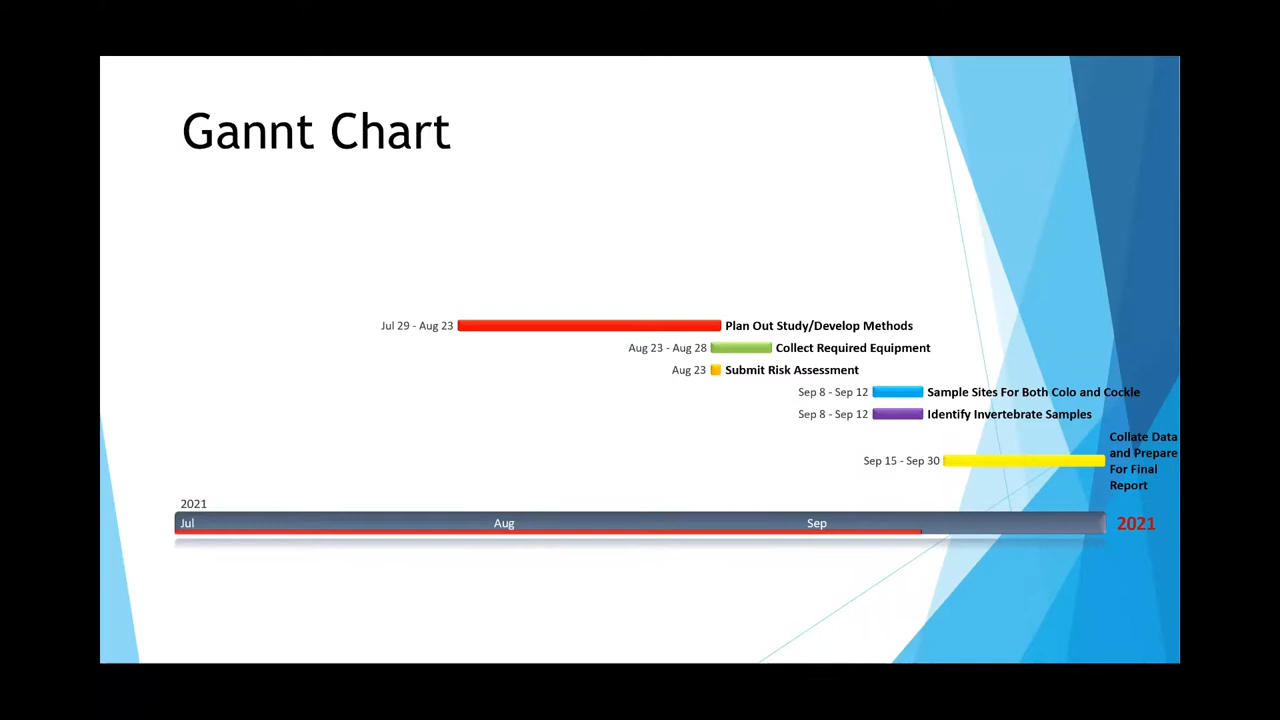 Gannt Chart
Jul 29 - Aug 23 Plan Out Study/Develop Methods
Aug 23 - Aug 28 Collect Required Equipment
Aug 23 Submit Risk Assessment
Sep 8 - Sep 12 Sample Sites For Both Colo and Cockle
Sep 8 - Sep 12 Identify Invertebrate Samples
Sep 15 - Sep 30
Collate Data
and Prepare
For Final
Report
2021
Jul Aug Sep 2021